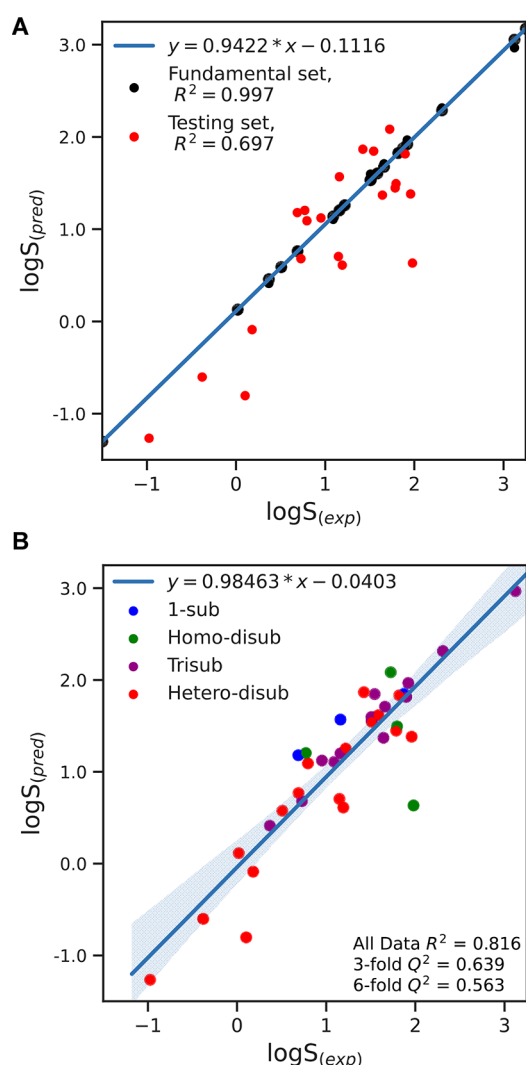 A
y = 0.9422 * x − 0.1116
Fundamental set,
R² = 0.997
Testing set,
R² = 0.697
3.0
2.0
1.0
0.0
-1.0
logS(pred)
−1
0
1
2
3
logS(exp)
B
y = 0.98463 * x − 0.0403
1-sub
Homo-disub
Trisub
Hetero-disub
3.0
2.0
1.0
0.0
-1.0
logS(pred)
All Data R² = 0.816
3-fold Q² = 0.639
6-fold Q² = 0.563
−1
0
1
2
3
logS(exp)